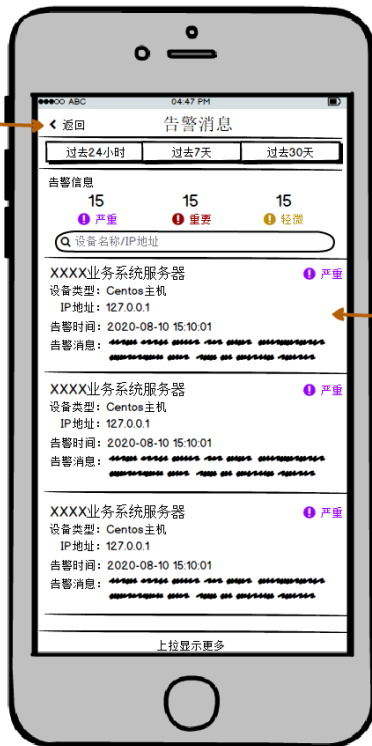 ABC 04:47 PM
返回 告警消息
过去24小时 过去7天 过去30天
告警信息
15 15 15
严重 重要 轻微
设备名称/IP地址
XXXX业务系统服务器 严重
设备类型：Centos主机
IP地址：127.0.0.1
告警时间：2020-08-10 15:10:01
告警消息：
XXXX业务系统服务器 严重
设备类型：Centos主机
IP地址：127.0.0.1
告警时间：2020-08-10 15:10:01
告警消息：
XXXX业务系统服务器 严重
设备类型：Centos主机
IP地址：127.0.0.1
告警时间：2020-08-10 15:10:01
告警消息：
上拉显示更多